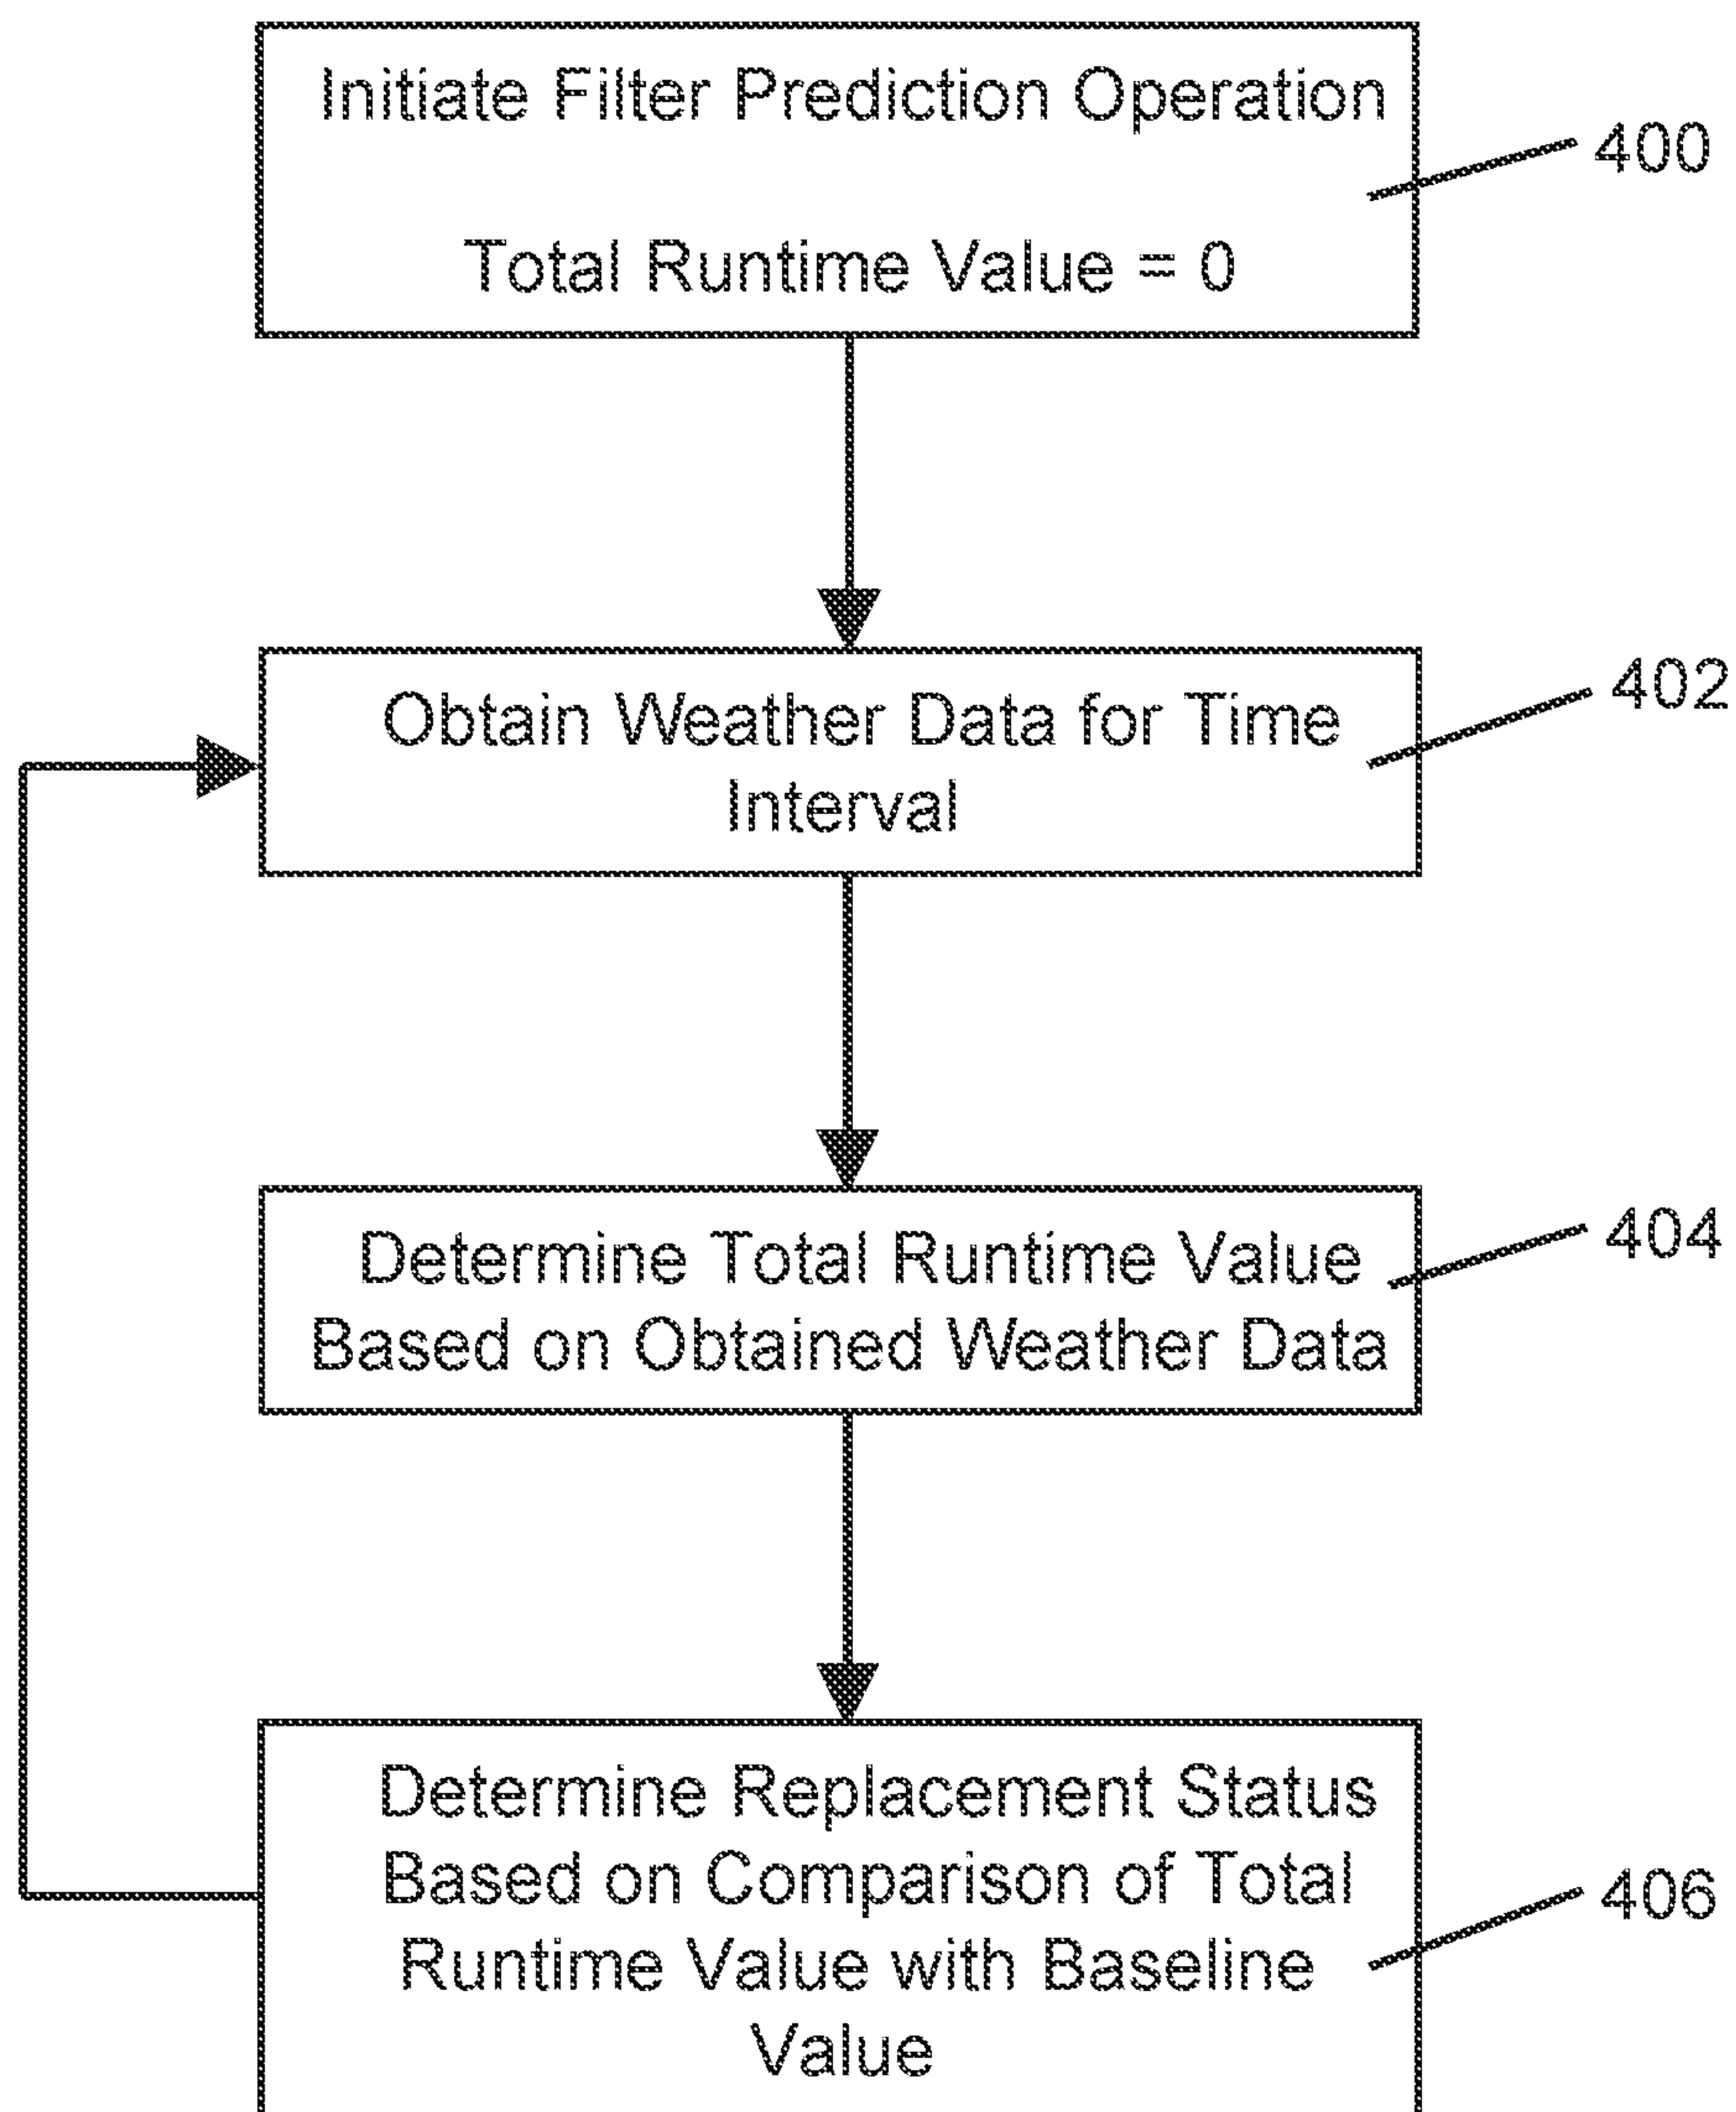 Initiate Filter Prediction Operation
400
Total Runtime Value = 0
Obtain Weather Data for Time
402
Interval
Determine Total Runtime Value
404
Based on Obtained Weather Data
Determine Replacement Status
Based on Comparison of Total
406
Runtime Value with Baseline
Value